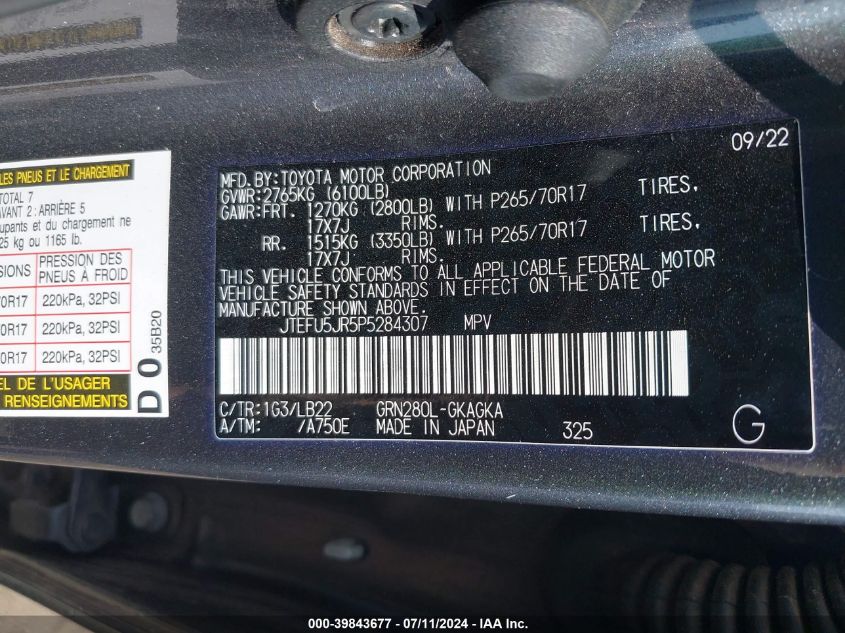 LES PNEUS ET LE CHARGEMENT
TOTAL 7
AVANT 2 : ARRIÈRE 5
cupants et du chargement ne
25 kg ou 1165 lb.
NSIONS
PRESSION DES
PNEUS À FROID
70R17
220kPa, 32PSI
70R17
220kPa, 32PSI
70R17
220kPa, 32PSI
EL DE L'USAGER
RENSEIGNEMENTS
D 0
35B20
09/22
MFD.BY:TOYOTA MOTOR CORPORATION
GVWR:2765KG (6100LB)
GAWR:FRT. 1270KG (2800LB) WITH P265/70R17 TIRES,
17X7J RIMS.
RR. 1515KG (3350LB) WITH P265/70R17 TIRES,
17X7J RIMS.
THIS VEHICLE CONFORMS TO ALL APPLICABLE FEDERAL MOTOR
VEHICLE SAFETY STANDARDS IN EFFECT ON THE DATE OF
MANUFACTURE SHOWN ABOVE.
JTEFU5JR5P5284307 MPV
C/TR:1G3/LB22 GRN280L-GKAGKA
A/TM: /A750E MADE IN JAPAN 325
G
000-39843677 - 07/11/2024 - IAA Inc.